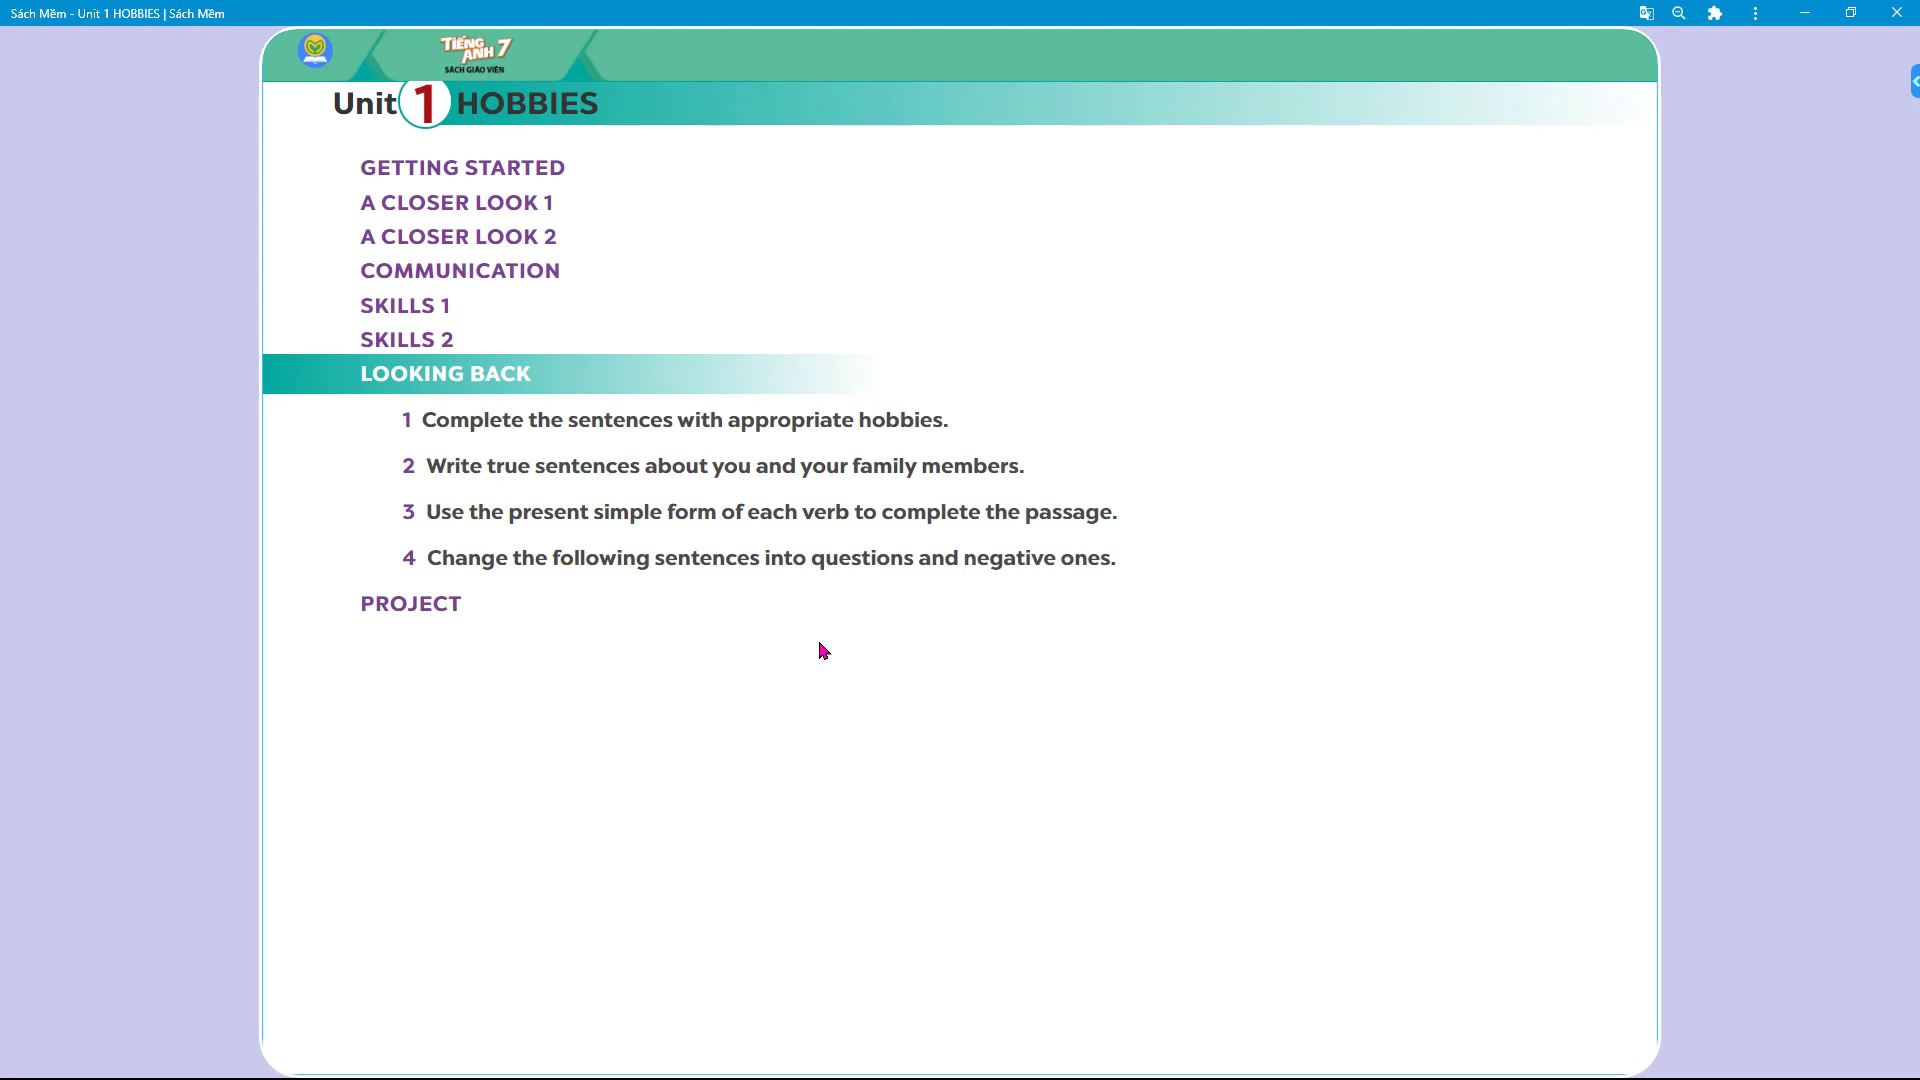 Sách Mềm - Unit 1 HOBBIES | Sách Mềm
TIẾNG ANH 7
SÁCH GIÁO VIÊN
Unit 1 HOBBIES
GETTING STARTED
A CLOSER LOOK 1
A CLOSER LOOK 2
COMMUNICATION
SKILLS 1
SKILLS 2
LOOKING BACK
1 Complete the sentences with appropriate hobbies.
2 Write true sentences about you and your family members.
3 Use the present simple form of each verb to complete the passage.
4 Change the following sentences into questions and negative ones.
PROJECT